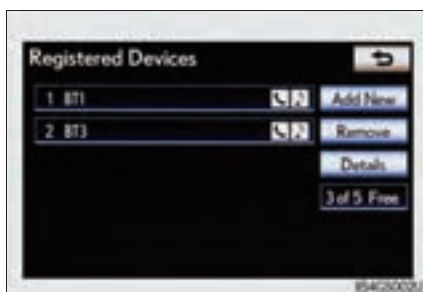 Registered Devices
1 BT1
Add New
2 BT3
Remove
Details
3 of 5 Free